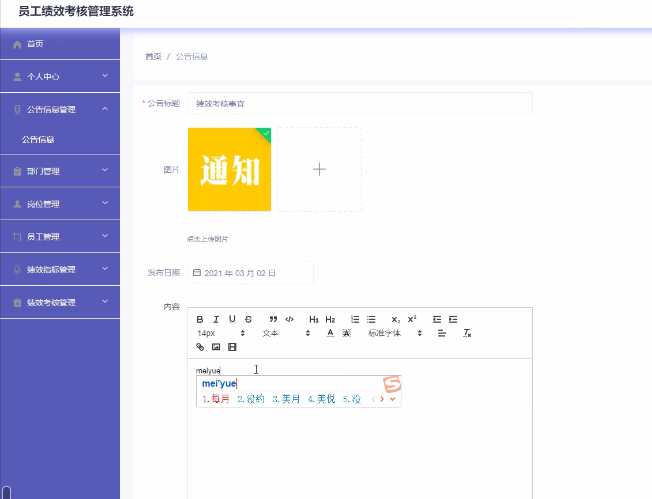 员工绩效考核管理系统
首页
个人中心
公告信息管理
公告信息
部门管理
岗位管理
员工管理
绩效指标管理
绩效考核管理
首页 / 公告信息
* 公告标题 绩效考核事宜
图片 通知
点击上传图片
发布日期 2021 年 03 月 02 日
内容
B I U S ” </> H1 H2 X₂ X²
14px 文本 A 标准字体
meiyue
mei'yue
1.每月 2.没约 3.美月 4.美悦 5.没